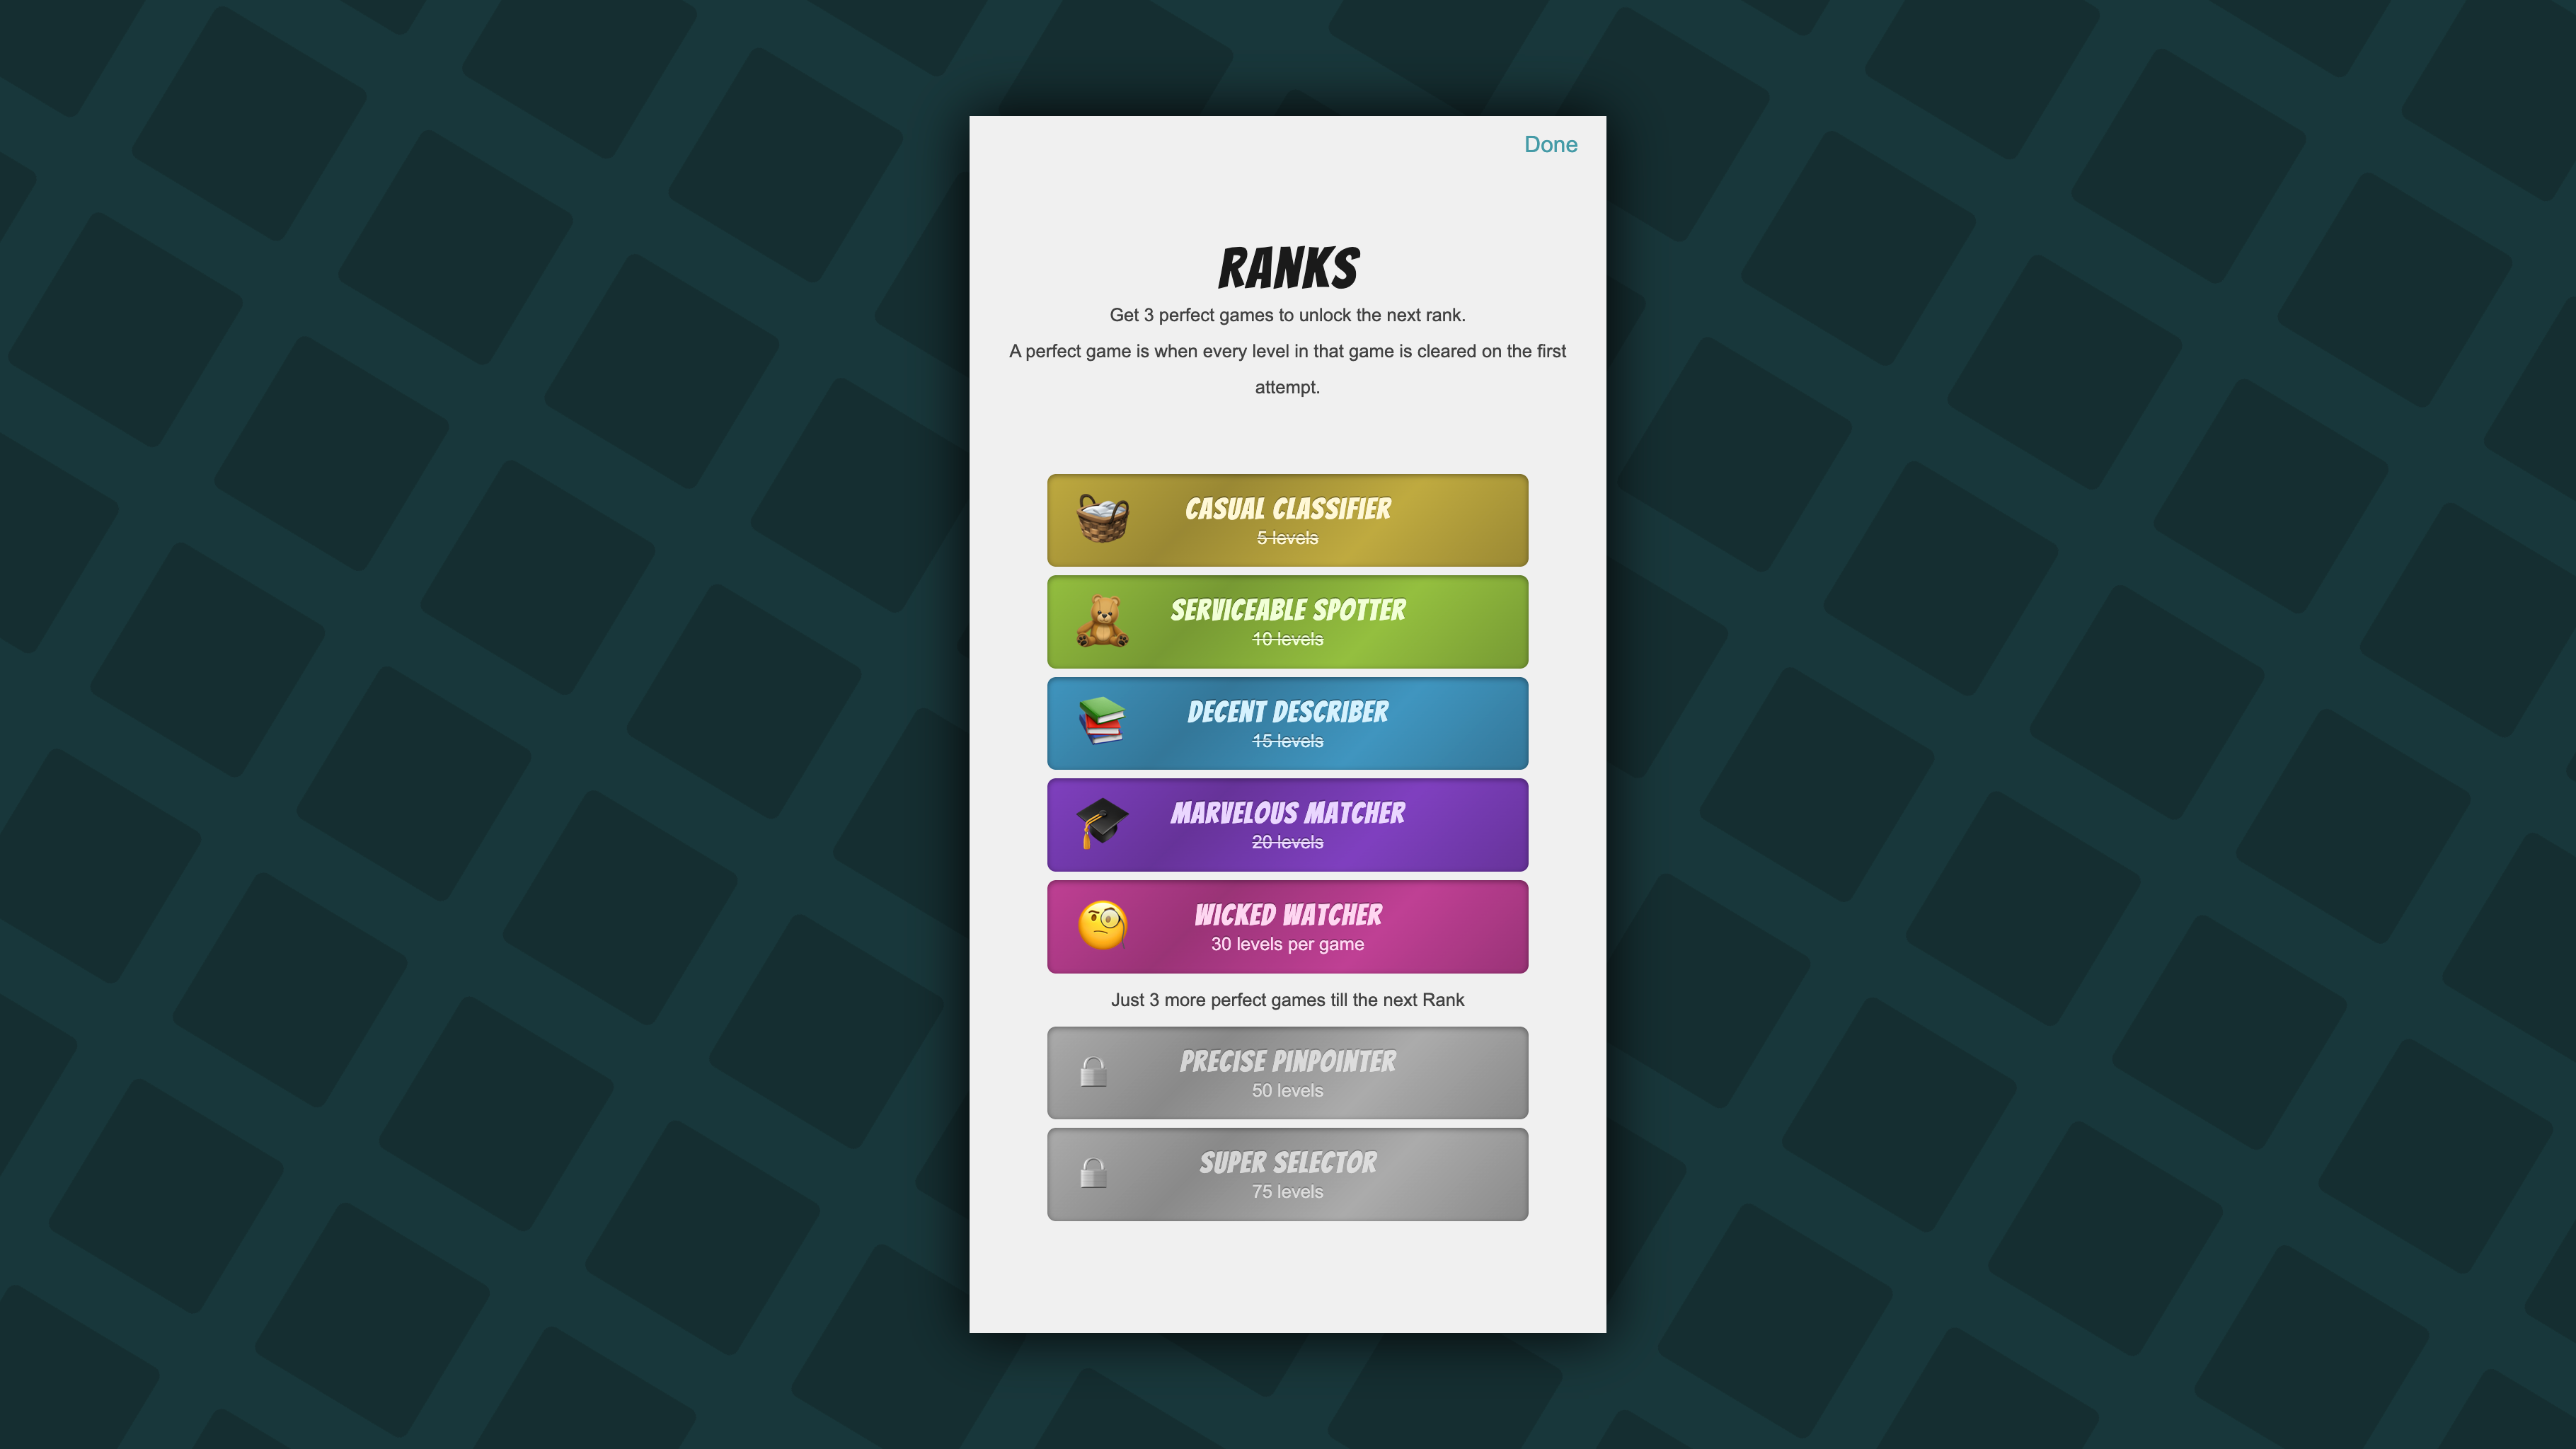 Done
RANKS
Get 3 perfect games to unlock the next rank.
A perfect game is when every level in that game is cleared on the first
attempt.
CASUAL CLASSIFIER
5 levels
SERVICEABLE SPOTTER
10 levels
DECENT DESCRIBER
15 levels
MARVELOUS MATCHER
20 levels
WICKED WATCHER
30 levels per game
Just 3 more perfect games till the next Rank
PRECISE PINPOINTER
50 levels
SUPER SELECTOR
75 levels